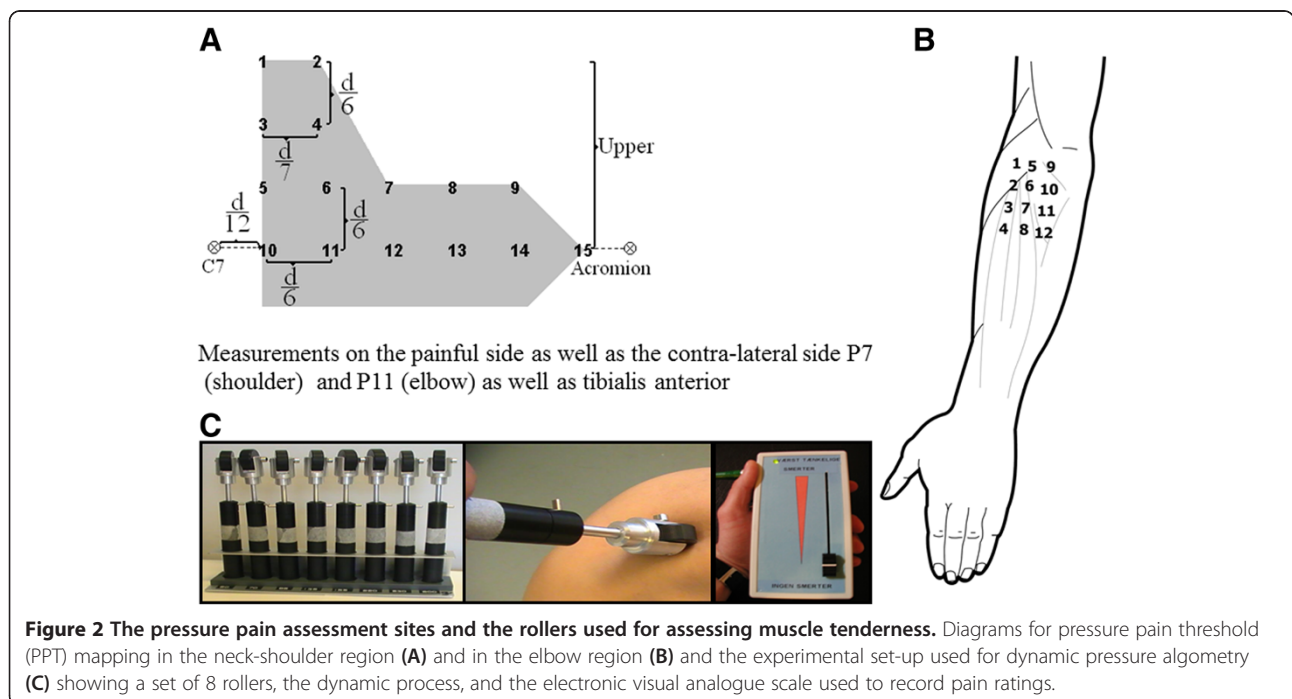 A
B
1 2
d
6
3 4
d
7
Upper
5 6 7 8 9
d
12
d
6
10 11 12 13 14 15
C7
Acromion
d
6
1 5 9
2 6 10
3 7 11
4 8 12
Measurements on the painful side as well as the contra-lateral side P7
(shoulder) and P11 (elbow) as well as tibialis anterior
C
VÆRST TÆNKELIGE
SMERTER
INGEN SMERTER
Figure 2 The pressure pain assessment sites and the rollers used for assessing muscle tenderness. Diagrams for pressure pain threshold
(PPT) mapping in the neck-shoulder region (A) and in the elbow region (B) and the experimental set-up used for dynamic pressure algometry
(C) showing a set of 8 rollers, the dynamic process, and the electronic visual analogue scale used to record pain ratings.